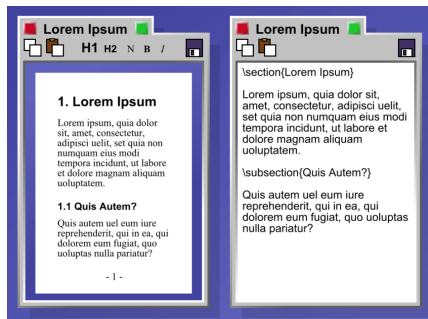 Lorem Ipsum
H1 H2 N B I
1. Lorem Ipsum
Lorem ipsum, quia dolor
sit, amet, consectetur,
adipisci uelit, set quia non
numquam eius modi
tempora incidunt, ut labore
et dolore magnam aliquam
uoluptatem.
1.1 Quis Autem?
Quis autem uel eum iure
reprehenderit, qui in ea, qui
dolorem eum fugiat, quo
uoluptas nulla pariatur?
- 1 -
Lorem Ipsum
\section{Lorem Ipsum}
Lorem ipsum, quia dolor sit,
amet, consectetur, adipisci uelit,
set quia non numquam eius modi
tempora incidunt, ut labore et
dolore magnam aliquam
uoluptatem.
\subsection{Quis Autem?}
Quis autem uel eum iure
reprehenderit, qui in ea, qui
dolorem eum fugiat, quo uoluptas
nulla pariatur?